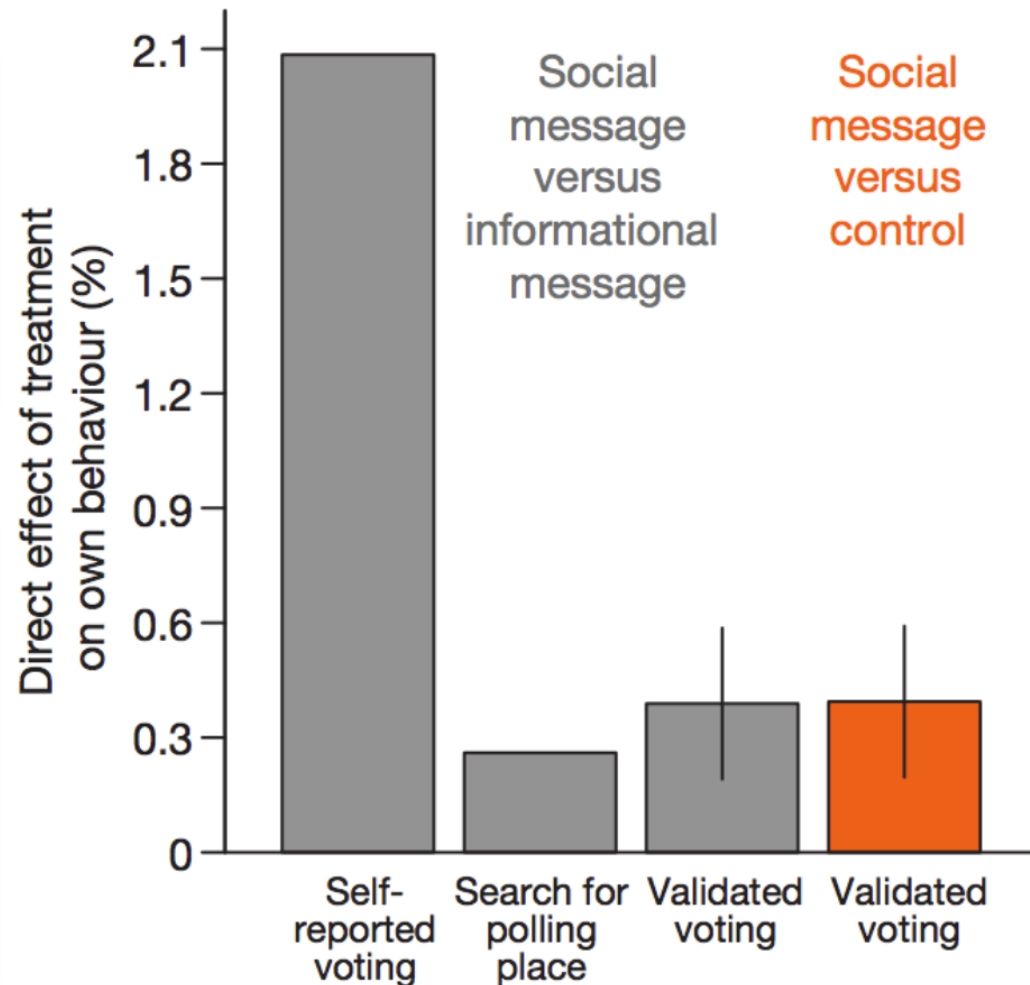 Direct effect of treatment
on own behaviour (%)
2.1
1.8
1.5
1.2
0.9
0.6
0.3
0
Social
message
versus
informational
message
Social
message
versus
control
Self-
reported
voting
Search for
polling
place
Validated
voting
Validated
voting